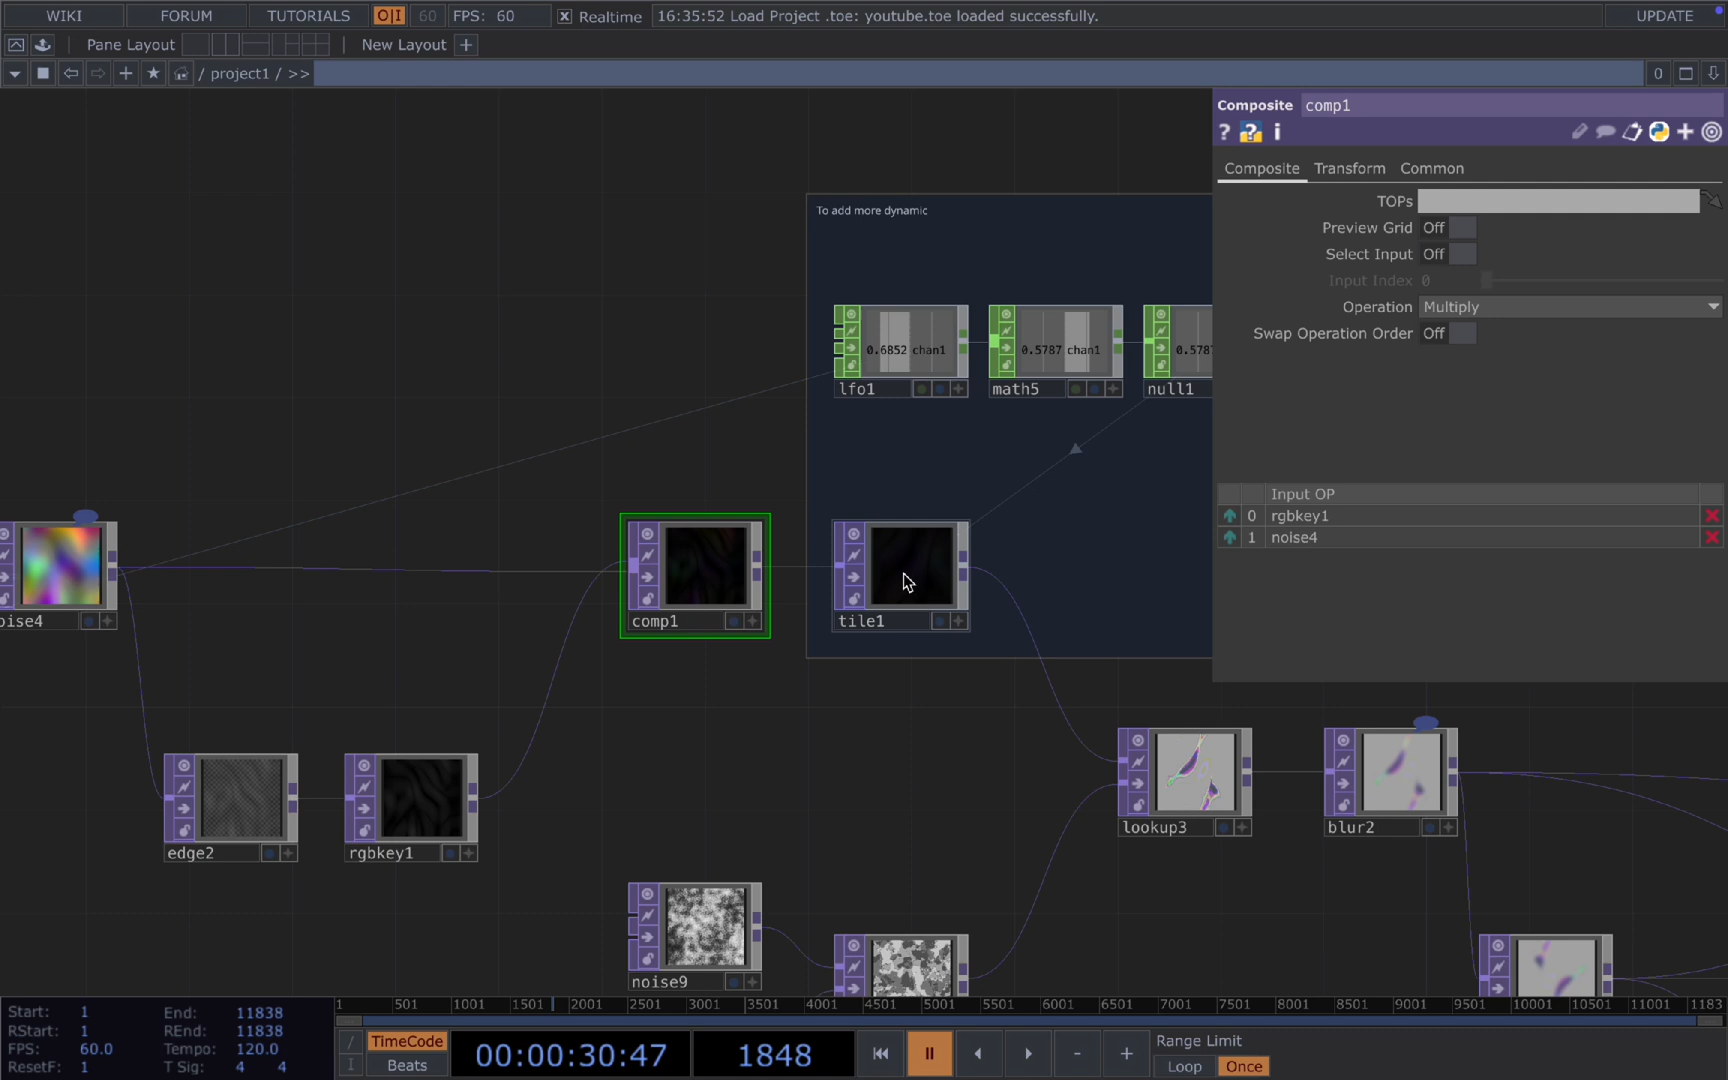 WIKI FORUM TUTORIALS O|I 60 FPS: 60 X Realtime 16:35:52 Load Project .toe: youtube.toe loaded successfully. UPDATE
Pane Layout New Layout +
/ project1 / >> 0
Composite comp1
? ? i
Composite Transform Common
TOPs
Preview Grid Off
Select Input Off
Input Index 0
Operation Multiply
Swap Operation Order Off
Input OP
0 rgbkey1
1 noise4
To add more dynamic
0.6852 chan1
0.5787 chan1
0.5787
lfo1
math5
null1
oise4
comp1
tile1
edge2
rgbkey1
lookup3
blur2
noise9
Start: 1 End: 11838
RStart: 1 REnd: 11838
FPS: 60.0 Tempo: 120.0
ResetF: 1 T Sig: 4 4
1 501 1001 1501 2001 2501 3001 3501 4001 4501 5001 5501 6001 6501 7001 7501 8001 8501 9001 9501 10001 10501 11001 1183
TimeCode
Beats
00:00:30:47
1848
Range Limit
Loop Once